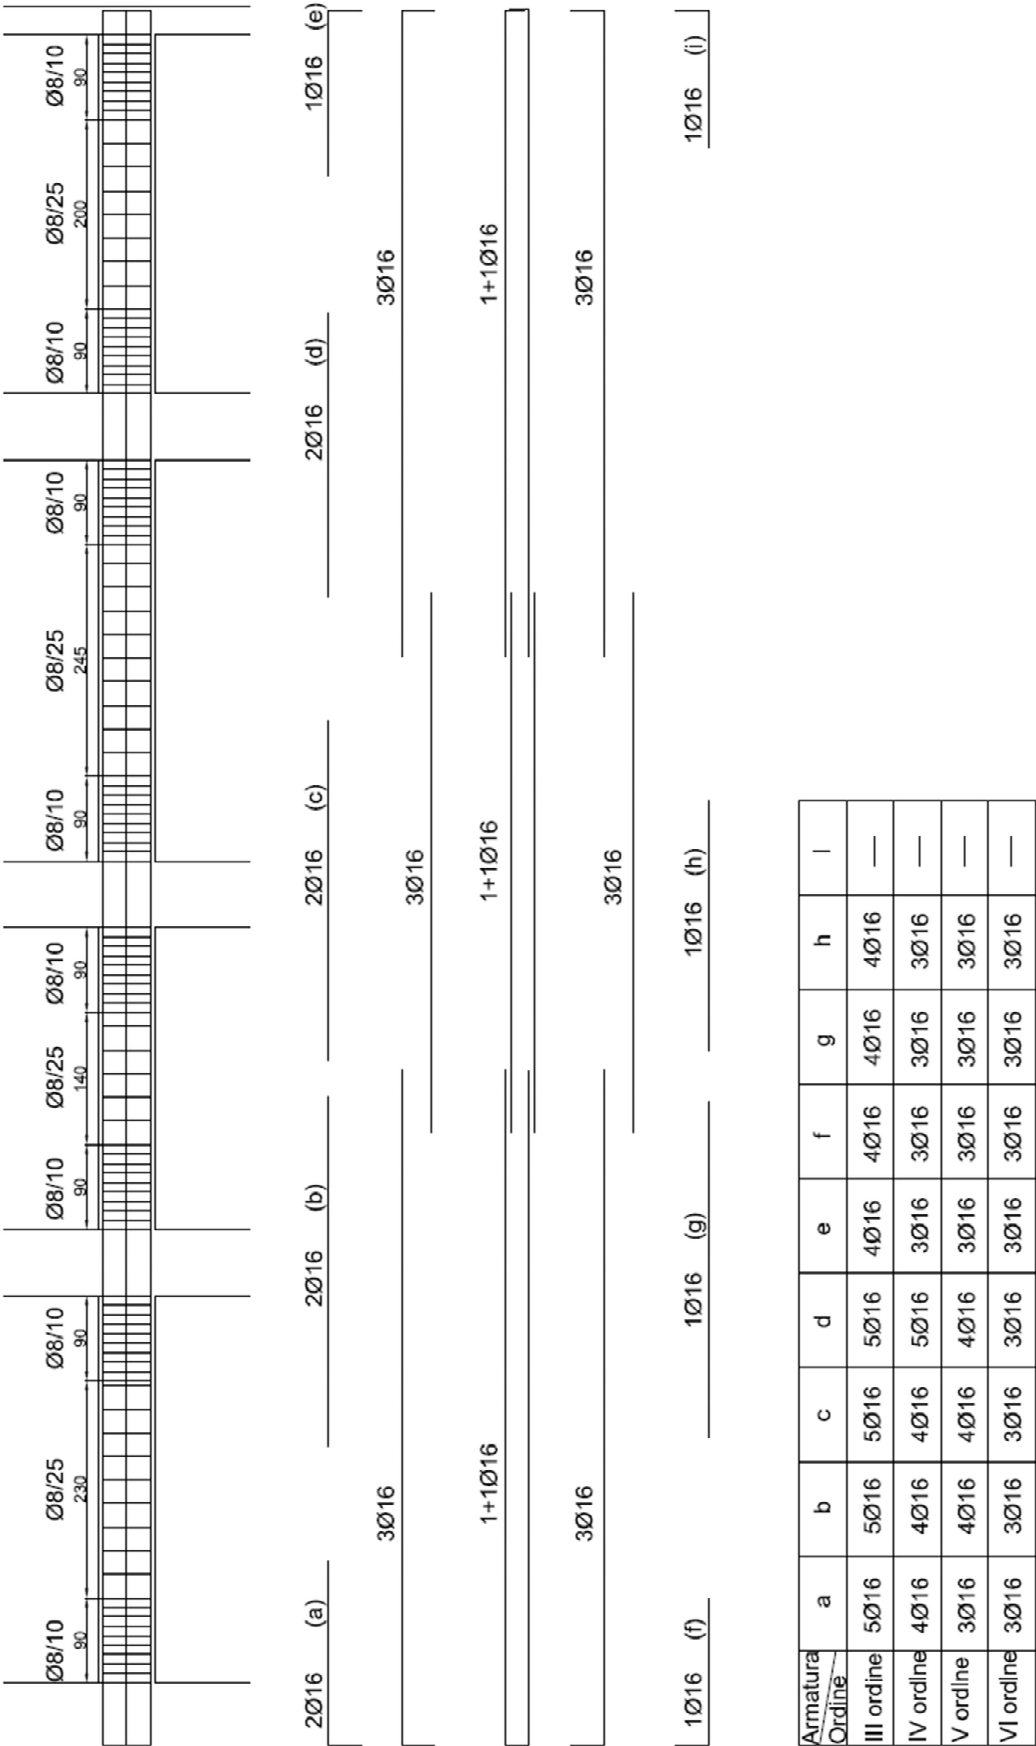 Ø8/10 Ø8/25 Ø8/10 Ø8/10 Ø8/25 Ø8/10 Ø8/10 Ø8/25 Ø8/10 Ø8/10 Ø8/25 Ø8/10
90 230 90 90 140 90 90 245 90 90 200 90
2Ø16 (a) 2Ø16 (b) 2Ø16 (c) 2Ø16 (d) 1Ø16 (e)
3Ø16 3Ø16
3Ø16
1+1Ø16 1+1Ø16 1+1Ø16
3Ø16 3Ø16
3Ø16
1Ø16 (f) 1Ø16 (g) 1Ø16 (h) 1Ø16 (i)
Armatura
Ordine a b c d e f g h l
III ordine 5Ø16 5Ø16 5Ø16 5Ø16 4Ø16 4Ø16 4Ø16 4Ø16 —
IV ordine 4Ø16 4Ø16 4Ø16 5Ø16 3Ø16 3Ø16 3Ø16 3Ø16 —
V ordine 3Ø16 4Ø16 4Ø16 4Ø16 3Ø16 3Ø16 3Ø16 3Ø16 —
VI ordine 3Ø16 3Ø16 3Ø16 3Ø16 3Ø16 3Ø16 3Ø16 3Ø16 —